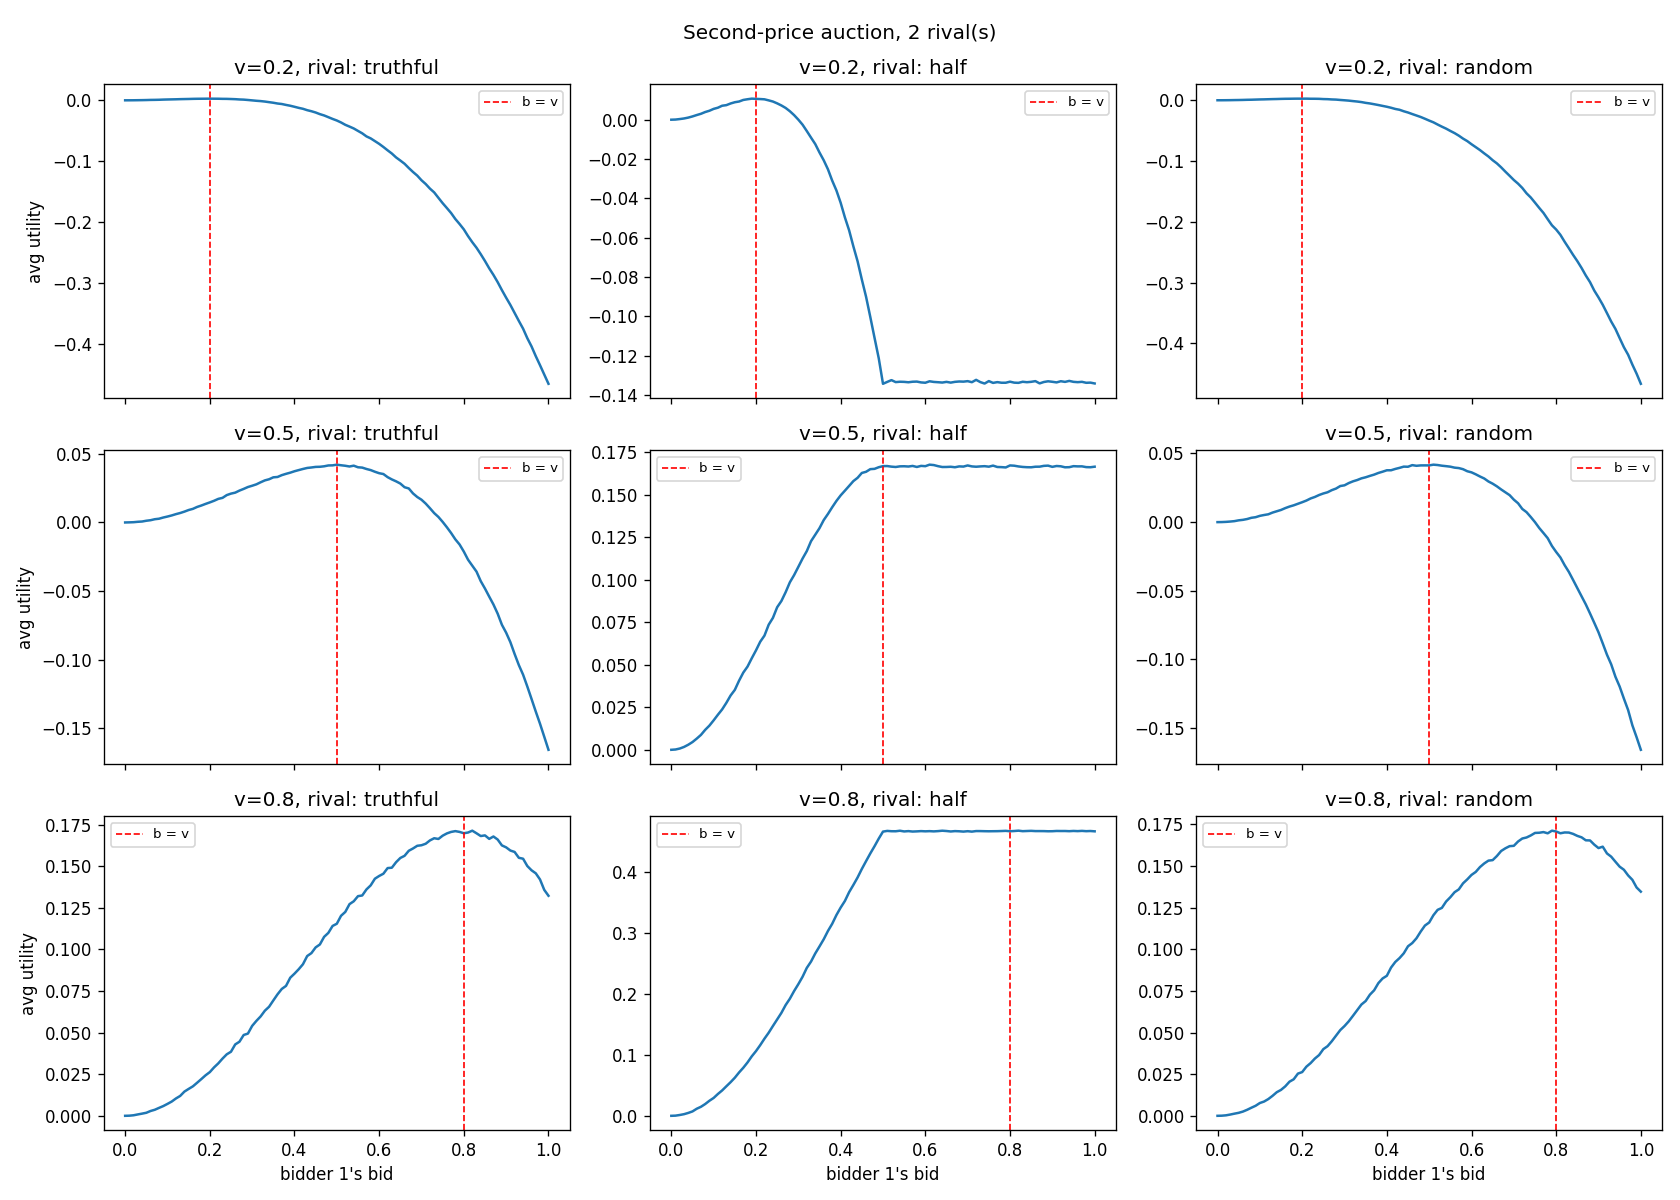 Second-price auction, 2 rival(s)
v=0.2, rival: truthful
v=0.2, rival: half
v=0.2, rival: random
b = v
b = v
b = v
0.0
−0.1
−0.2
−0.3
−0.4
avg utility
0.00
−0.02
−0.04
−0.06
−0.08
−0.10
−0.12
−0.14
0.0
−0.1
−0.2
−0.3
−0.4
v=0.5, rival: truthful
v=0.5, rival: half
v=0.5, rival: random
b = v
b = v
b = v
0.05
0.00
−0.05
−0.10
−0.15
avg utility
0.175
0.150
0.125
0.100
0.075
0.050
0.025
0.000
0.05
0.00
−0.05
−0.10
−0.15
v=0.8, rival: truthful
v=0.8, rival: half
v=0.8, rival: random
b = v
b = v
b = v
0.175
0.150
0.125
0.100
0.075
0.050
0.025
0.000
avg utility
0.4
0.3
0.2
0.1
0.0
0.175
0.150
0.125
0.100
0.075
0.050
0.025
0.000
0.0 0.2 0.4 0.6 0.8 1.0
0.0 0.2 0.4 0.6 0.8 1.0
0.0 0.2 0.4 0.6 0.8 1.0
bidder 1's bid
bidder 1's bid
bidder 1's bid